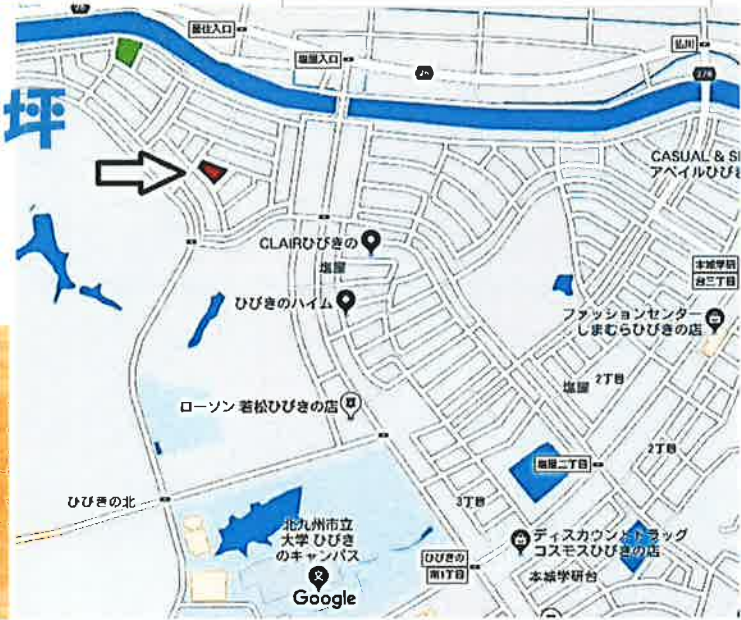 塩屋入口
払川
坪
CASUAL & S
アベイルひび
CLAIRひびきの
塩屋
本城学研
台三丁目
ひびきのハイム
ファッションセンター
しまむらひびきの店
塩屋
2丁目
ローソン 若松ひびきの店
2丁目
塩屋二丁目
ひびきの北
3丁目
北九州市立
大学 ひびき
のキャンパス
ディスカウントドラッグ
コスモスひびきの店
ひびきの
南1丁目
本城学研台
Google